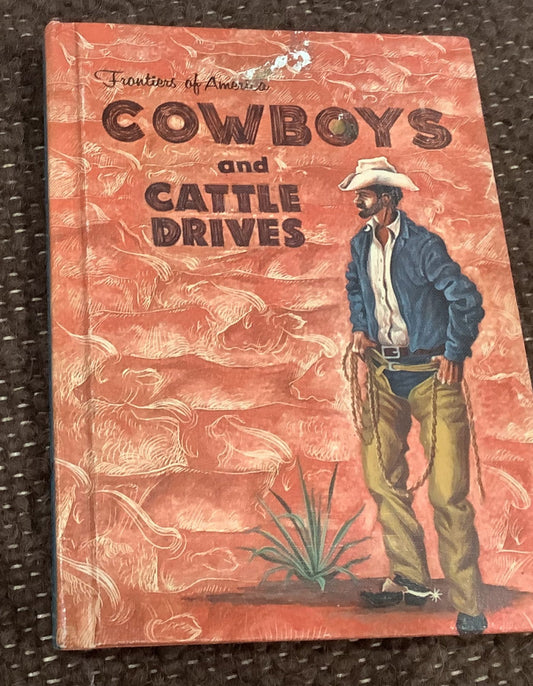 Frontiers of America
COWBOYS
and
CATTLE
DRIVES